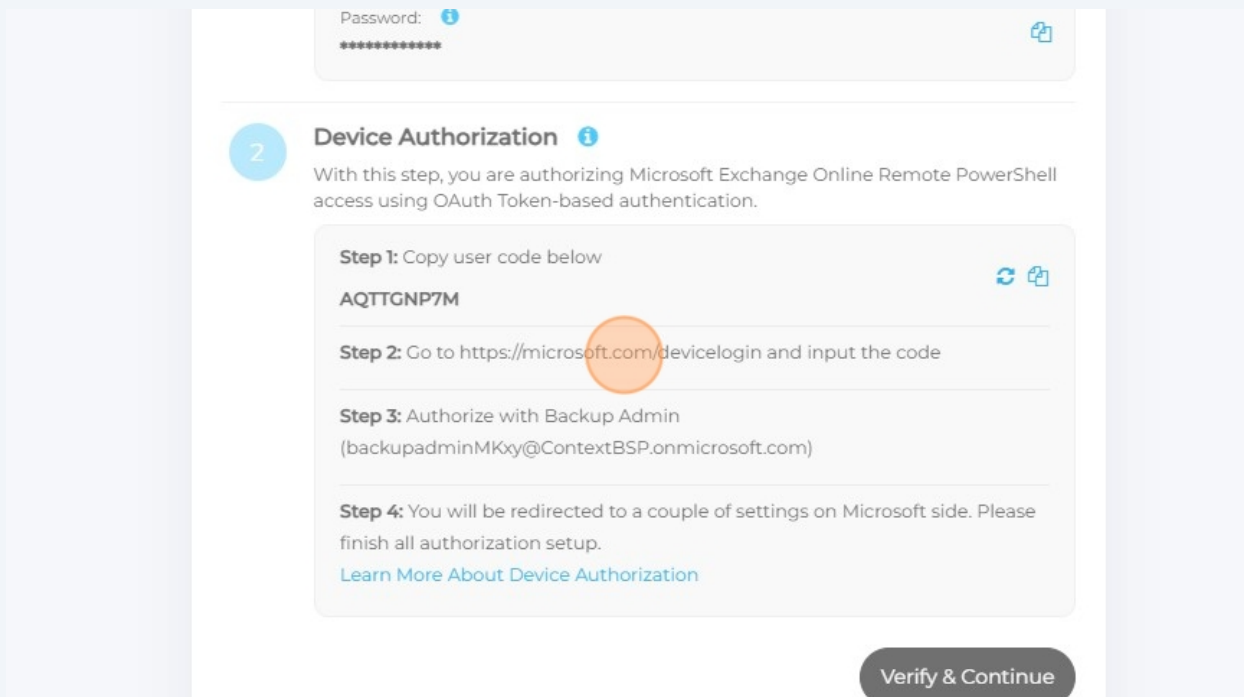 Password:
************
2
Device Authorization
With this step, you are authorizing Microsoft Exchange Online Remote PowerShell
access using OAuth Token-based authentication.
Step 1: Copy user code below
AQTTGNP7M
Step 2: Go to https://microsoft.com/devicelogin and input the code
Step 3: Authorize with Backup Admin
(backupadminMKxy@ContextBSP.onmicrosoft.com)
Step 4: You will be redirected to a couple of settings on Microsoft side. Please
finish all authorization setup.
Learn More About Device Authorization
Verify & Continue